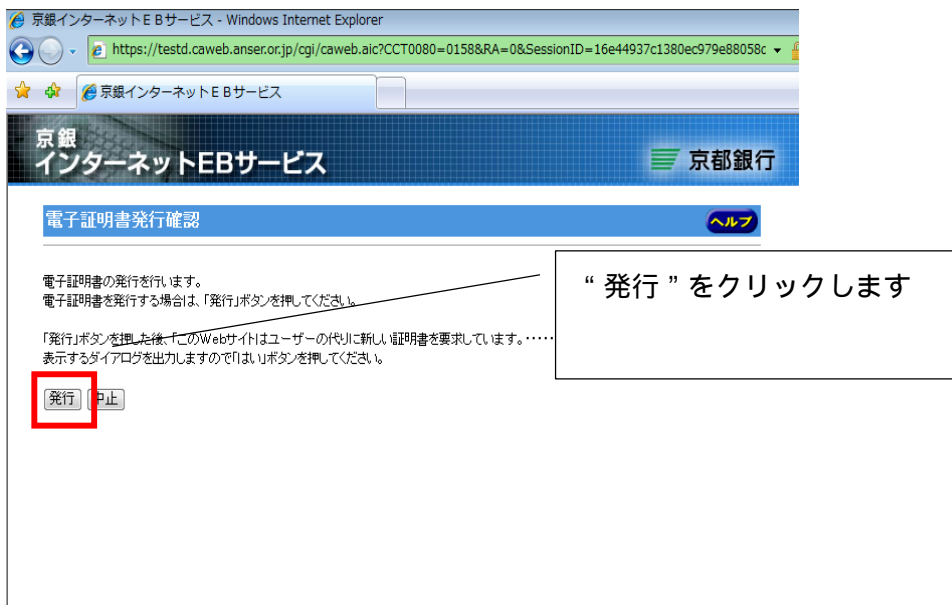 京銀インターネットＥＢサービス - Windows Internet Explorer
https://testd.caweb.anser.or.jp/cgi/caweb.aic?CCT0080=0158&RA=0&SessionID=16e44937c1380ec979e88058c
京銀インターネットＥＢサービス
京銀
インターネットEBサービス
京都銀行
電子証明書発行確認
ヘルプ
電子証明書の発行を行います。
電子証明書を発行する場合は、「発行」ボタンを押してください。
「発行」ボタンを押した後、「このWebサイトはユーザーの代りに新しい証明書を要求しています。・・・・・
表示するダイアログを出力しますので「はい」ボタンを押してください。
“発行”をクリックします
発行 中止